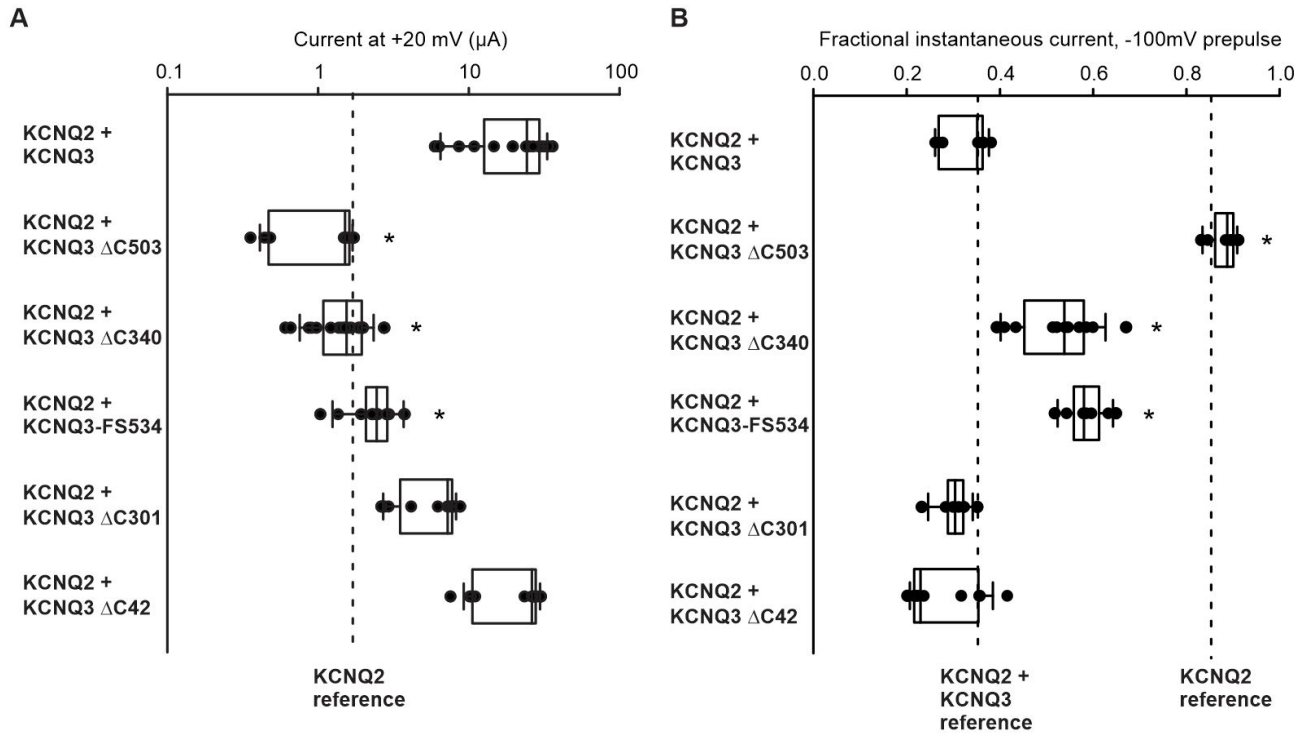 A
Current at +20 mV (μA)
0.1 1 10 100
KCNQ2 +
KCNQ3
KCNQ2 +
KCNQ3 ΔC503
*
KCNQ2 +
KCNQ3 ΔC340
*
KCNQ2 +
KCNQ3-FS534
*
KCNQ2 +
KCNQ3 ΔC301
KCNQ2 +
KCNQ3 ΔC42
KCNQ2
reference
B
Fractional instantaneous current, -100mV prepulse
0.0 0.2 0.4 0.6 0.8 1.0
KCNQ2 +
KCNQ3
KCNQ2 +
KCNQ3 ΔC503
*
KCNQ2 +
KCNQ3 ΔC340
*
KCNQ2 +
KCNQ3-FS534
*
KCNQ2 +
KCNQ3 ΔC301
KCNQ2 +
KCNQ3 ΔC42
KCNQ2 +
KCNQ3
reference
KCNQ2
reference